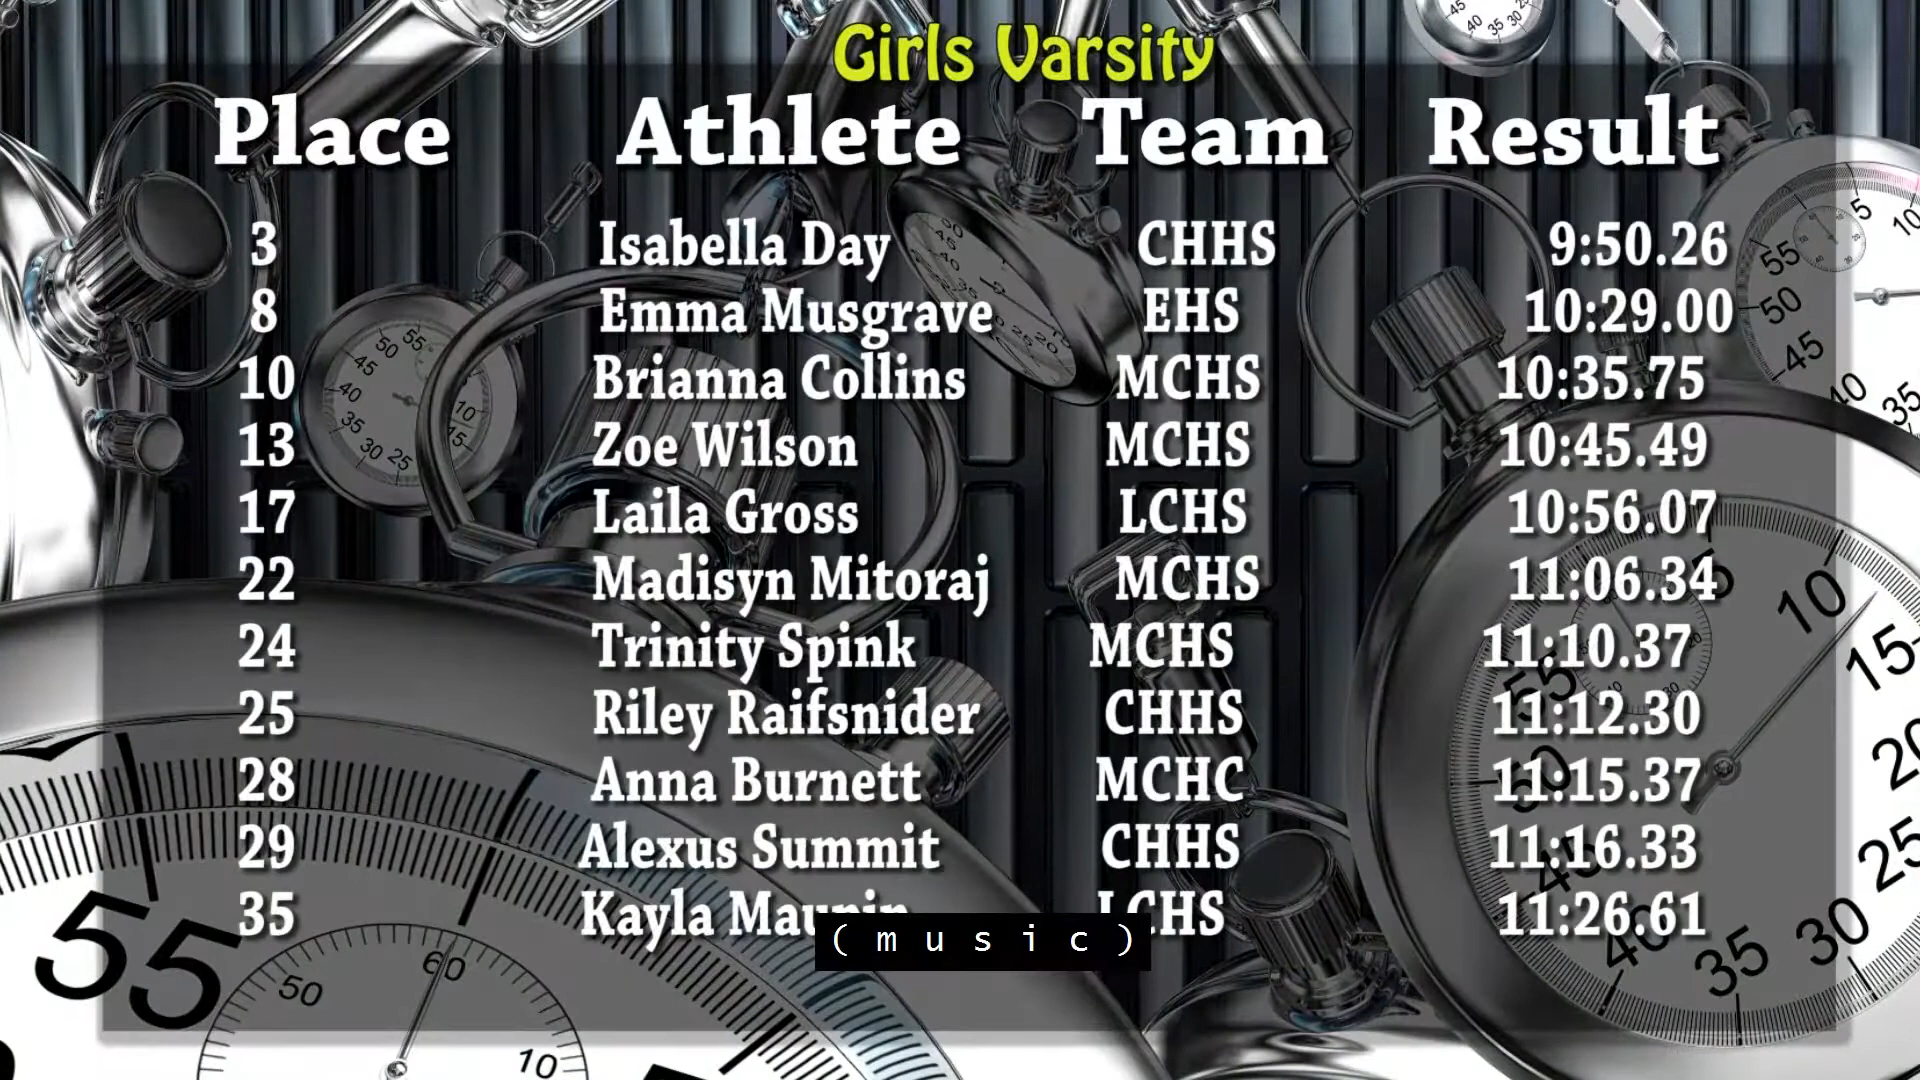 Girls Varsity
Place Athlete Team Result
3 Isabella Day CHHS 9:50.26
8 Emma Musgrave EHS 10:29.00
10 Brianna Collins MCHS 10:35.75
13 Zoe Wilson MCHS 10:45.49
17 Laila Gross LCHS 10:56.07
22 Madisyn Mitoraj MCHS 11:06.34
24 Trinity Spink MCHS 11:10.37
25 Riley Raifsnider CHHS 11:12.30
28 Anna Burnett MCHC 11:15.37
29 Alexus Summit CHHS 11:16.33
35 Kayla Maupin LCHS 11:26.61
( m u s i c )